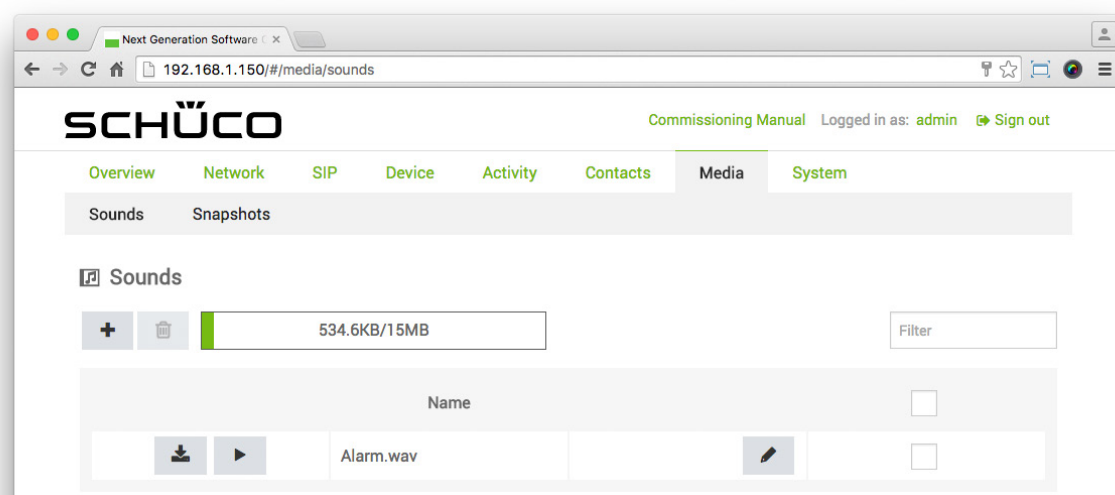 Next Generation Software
192.168.1.150/#/media/sounds
SCHÜCO
Commissioning Manual Logged in as: admin Sign out
Overview Network SIP Device Activity Contacts Media System
Sounds Snapshots
Sounds
534.6KB/15MB Filter
Name
Alarm.wav